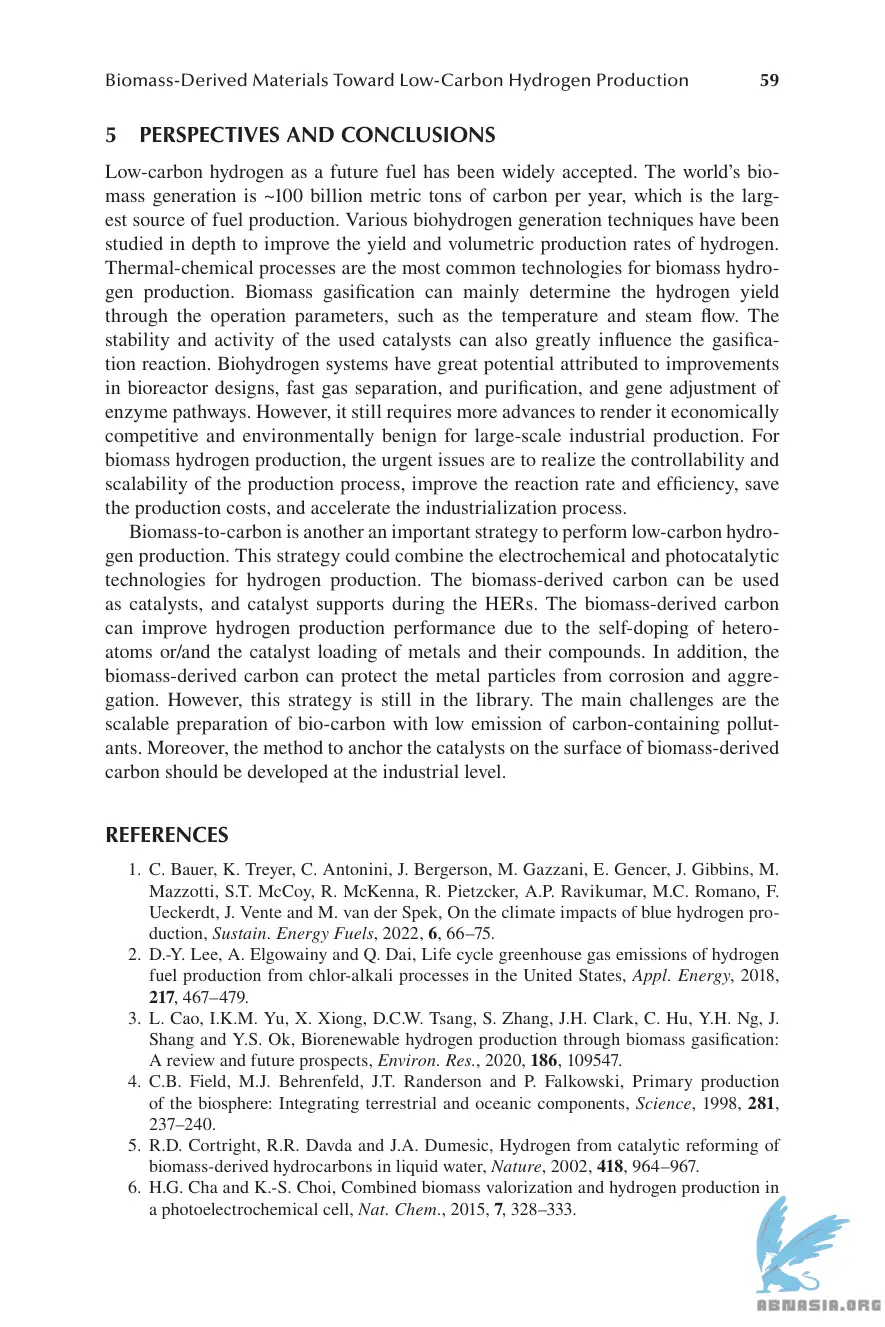 Biomass-Derived Materials Toward Low-Carbon Hydrogen Production 59
5 PERSPECTIVES AND CONCLUSIONS
Low-carbon hydrogen as a future fuel has been widely accepted. The world's bio-
mass generation is ~100 billion metric tons of carbon per year, which is the larg-
est source of fuel production. Various biohydrogen generation techniques have been
studied in depth to improve the yield and volumetric production rates of hydrogen.
Thermal-chemical processes are the most common technologies for biomass hydro-
gen production. Biomass gasification can mainly determine the hydrogen yield
through the operation parameters, such as the temperature and steam flow. The
stability and activity of the used catalysts can also greatly influence the gasifica-
tion reaction. Biohydrogen systems have great potential attributed to improvements
in bioreactor designs, fast gas separation, and purification, and gene adjustment of
enzyme pathways. However, it still requires more advances to render it economically
competitive and environmentally benign for large-scale industrial production. For
biomass hydrogen production, the urgent issues are to realize the controllability and
scalability of the production process, improve the reaction rate and efficiency, save
the production costs, and accelerate the industrialization process.
Biomass-to-carbon is another an important strategy to perform low-carbon hydro-
gen production. This strategy could combine the electrochemical and photocatalytic
technologies for hydrogen production. The biomass-derived carbon can be used
as catalysts, and catalyst supports during the HERs. The biomass-derived carbon
can improve hydrogen production performance due to the self-doping of hetero-
atoms or/and the catalyst loading of metals and their compounds. In addition, the
biomass-derived carbon can protect the metal particles from corrosion and aggre-
gation. However, this strategy is still in the library. The main challenges are the
scalable preparation of bio-carbon with low emission of carbon-containing pollut-
ants. Moreover, the method to anchor the catalysts on the surface of biomass-derived
carbon should be developed at the industrial level.
REFERENCES
1. C. Bauer, K. Treyer, C. Antonini, J. Bergerson, M. Gazzani, E. Gencer, J. Gibbins, M.
Mazzotti, S.T. McCoy, R. McKenna, R. Pietzcker, A.P. Ravikumar, M.C. Romano, F.
Ueckerdt, J. Vente and M. van der Spek, On the climate impacts of blue hydrogen pro-
duction, Sustain. Energy Fuels, 2022, 6, 66–75.
2. D.-Y. Lee, A. Elgowainy and Q. Dai, Life cycle greenhouse gas emissions of hydrogen
fuel production from chlor-alkali processes in the United States, Appl. Energy, 2018,
217, 467–479.
3. L. Cao, I.K.M. Yu, X. Xiong, D.C.W. Tsang, S. Zhang, J.H. Clark, C. Hu, Y.H. Ng, J.
Shang and Y.S. Ok, Biorenewable hydrogen production through biomass gasification:
A review and future prospects, Environ. Res., 2020, 186, 109547.
4. C.B. Field, M.J. Behrenfeld, J.T. Randerson and P. Falkowski, Primary production
of the biosphere: Integrating terrestrial and oceanic components, Science, 1998, 281,
237–240.
5. R.D. Cortright, R.R. Davda and J.A. Dumesic, Hydrogen from catalytic reforming of
biomass-derived hydrocarbons in liquid water, Nature, 2002, 418, 964–967.
6. H.G. Cha and K.-S. Choi, Combined biomass valorization and hydrogen production in
a photoelectrochemical cell, Nat. Chem., 2015, 7, 328–333.
ABNASIA.ORG